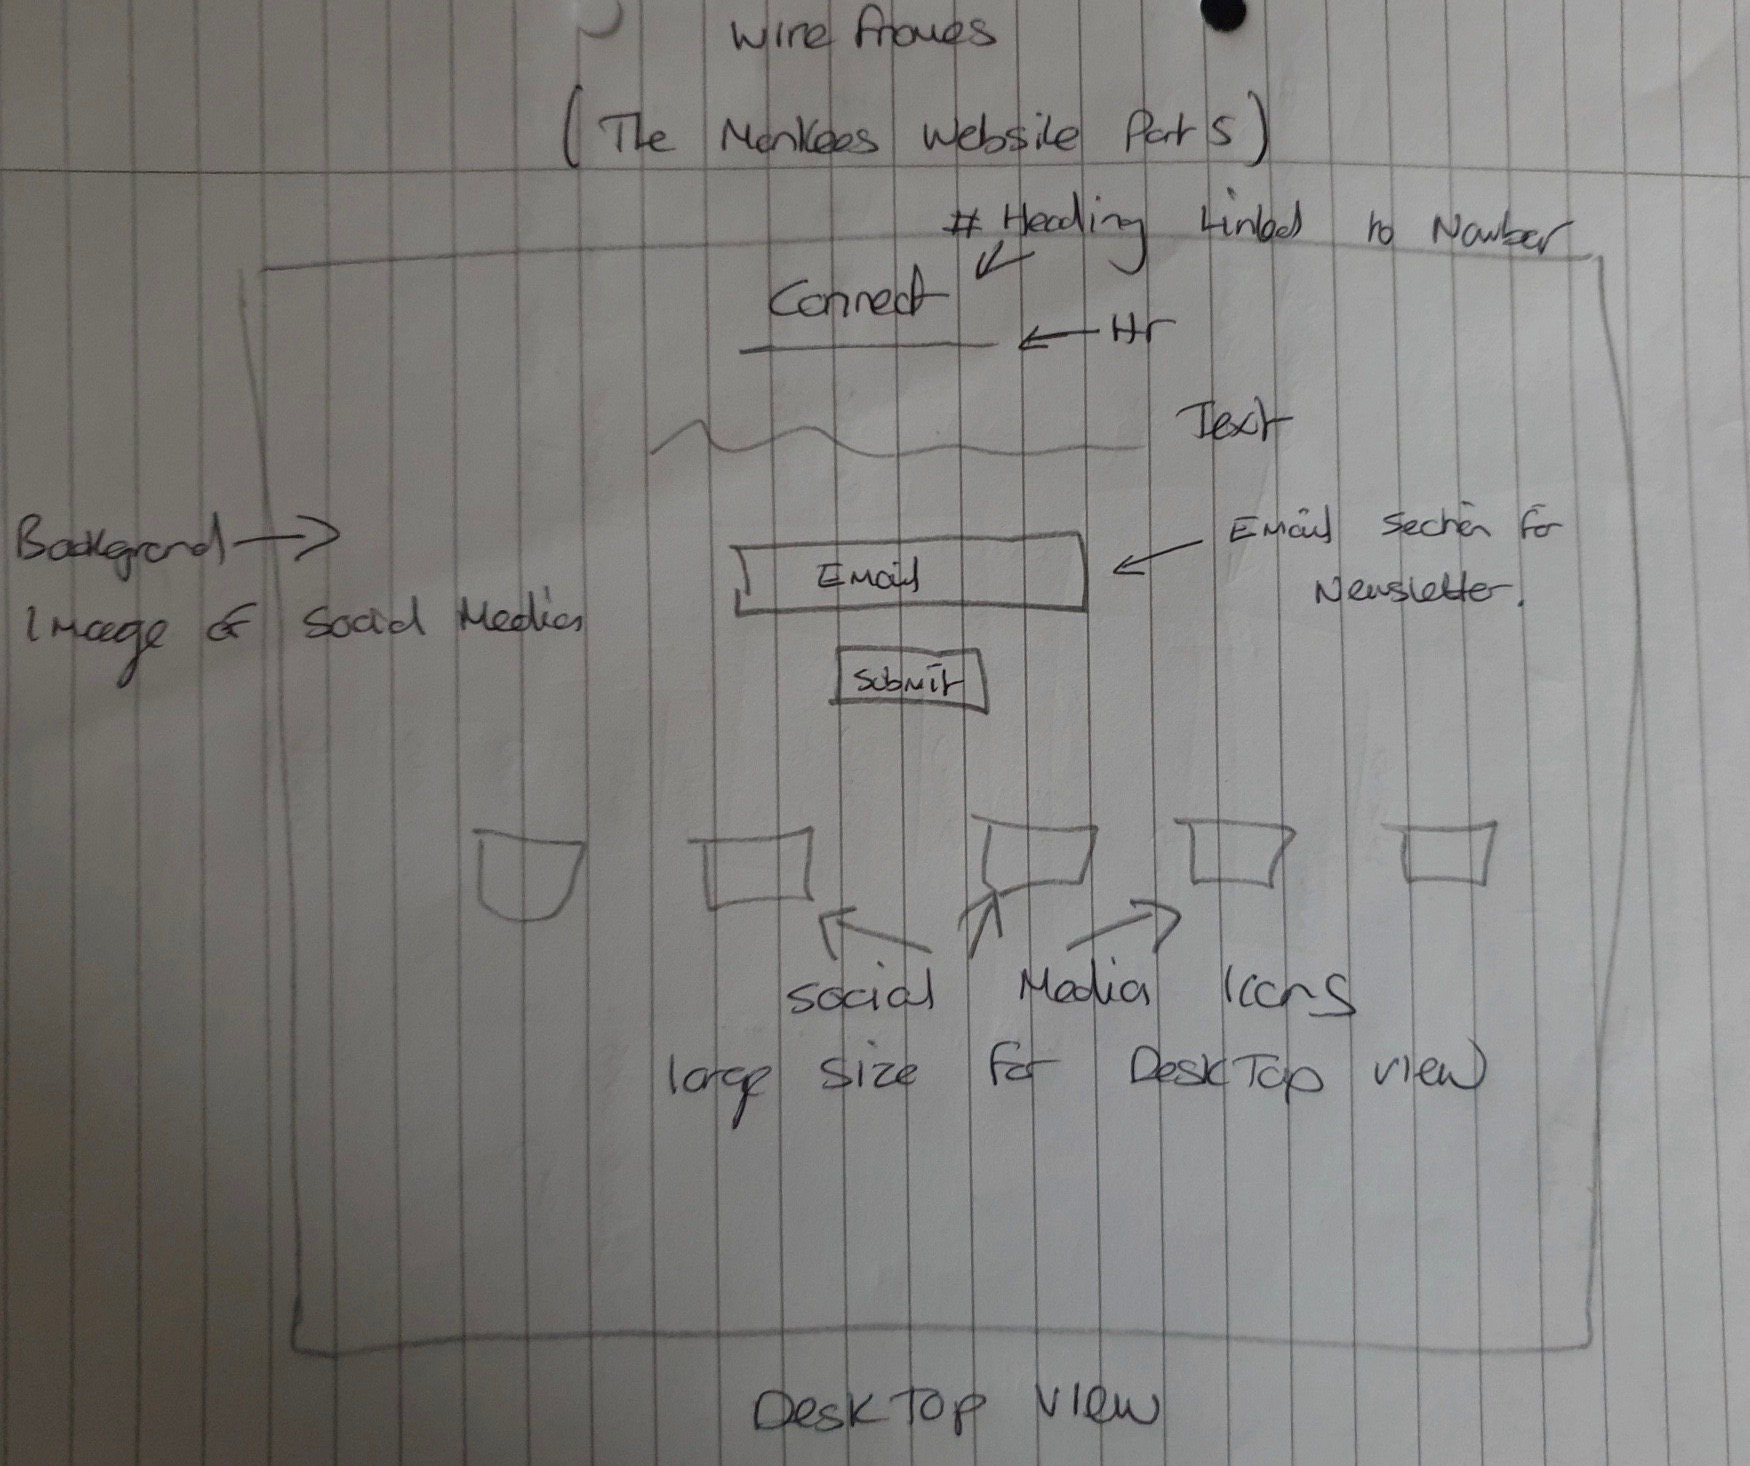 Wire frames
(The Monkees Website Part 5)
# Heading Linked to Navbar
Connect
Hr
Text
Background
Image of Social Media
Email
Email Section for
Newsletter.
Submit
Social Media Icons
large size for DeskTop view
DeskTop view